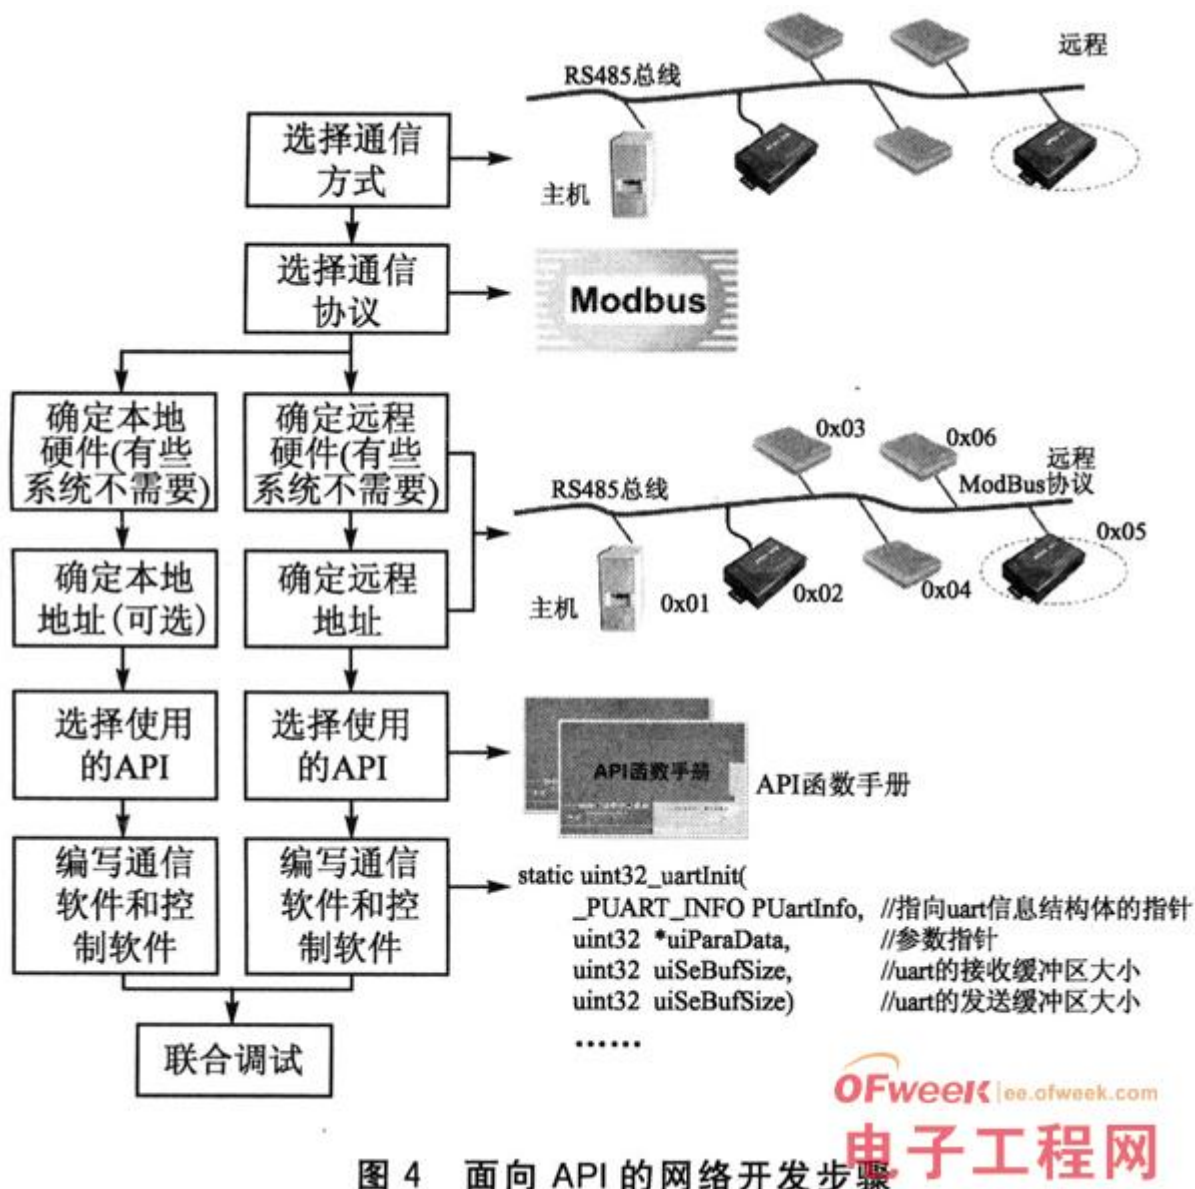 选择通信
方式
RS485总线
远程
主机
选择通信
协议
Modbus
确定本地
硬件(有些
系统不需要)
确定远程
硬件(有些
系统不需要)
0x03
0x06
远程
ModBus协议
RS485总线
0x05
主机
0x01
0x02
0x04
确定本地
地址(可选)
确定远程
地址
选择使用
的API
选择使用
的API
API函数手册
API函数手册
编写通信
软件和控
制软件
编写通信
软件和控
制软件
static uint32_uartInit(
_PUART_INFO PUartInfo, //指向uart信息结构体的指针
uint32 *uiParaData, //参数指针
uint32 uiSeBufSize, //uart的接收缓冲区大小
uint32 uiSeBufSize) //uart的发送缓冲区大小
……
联合调试
OFweek ee.ofweek.com
电子工程网
图 4 面向 API 的网络开发步骤